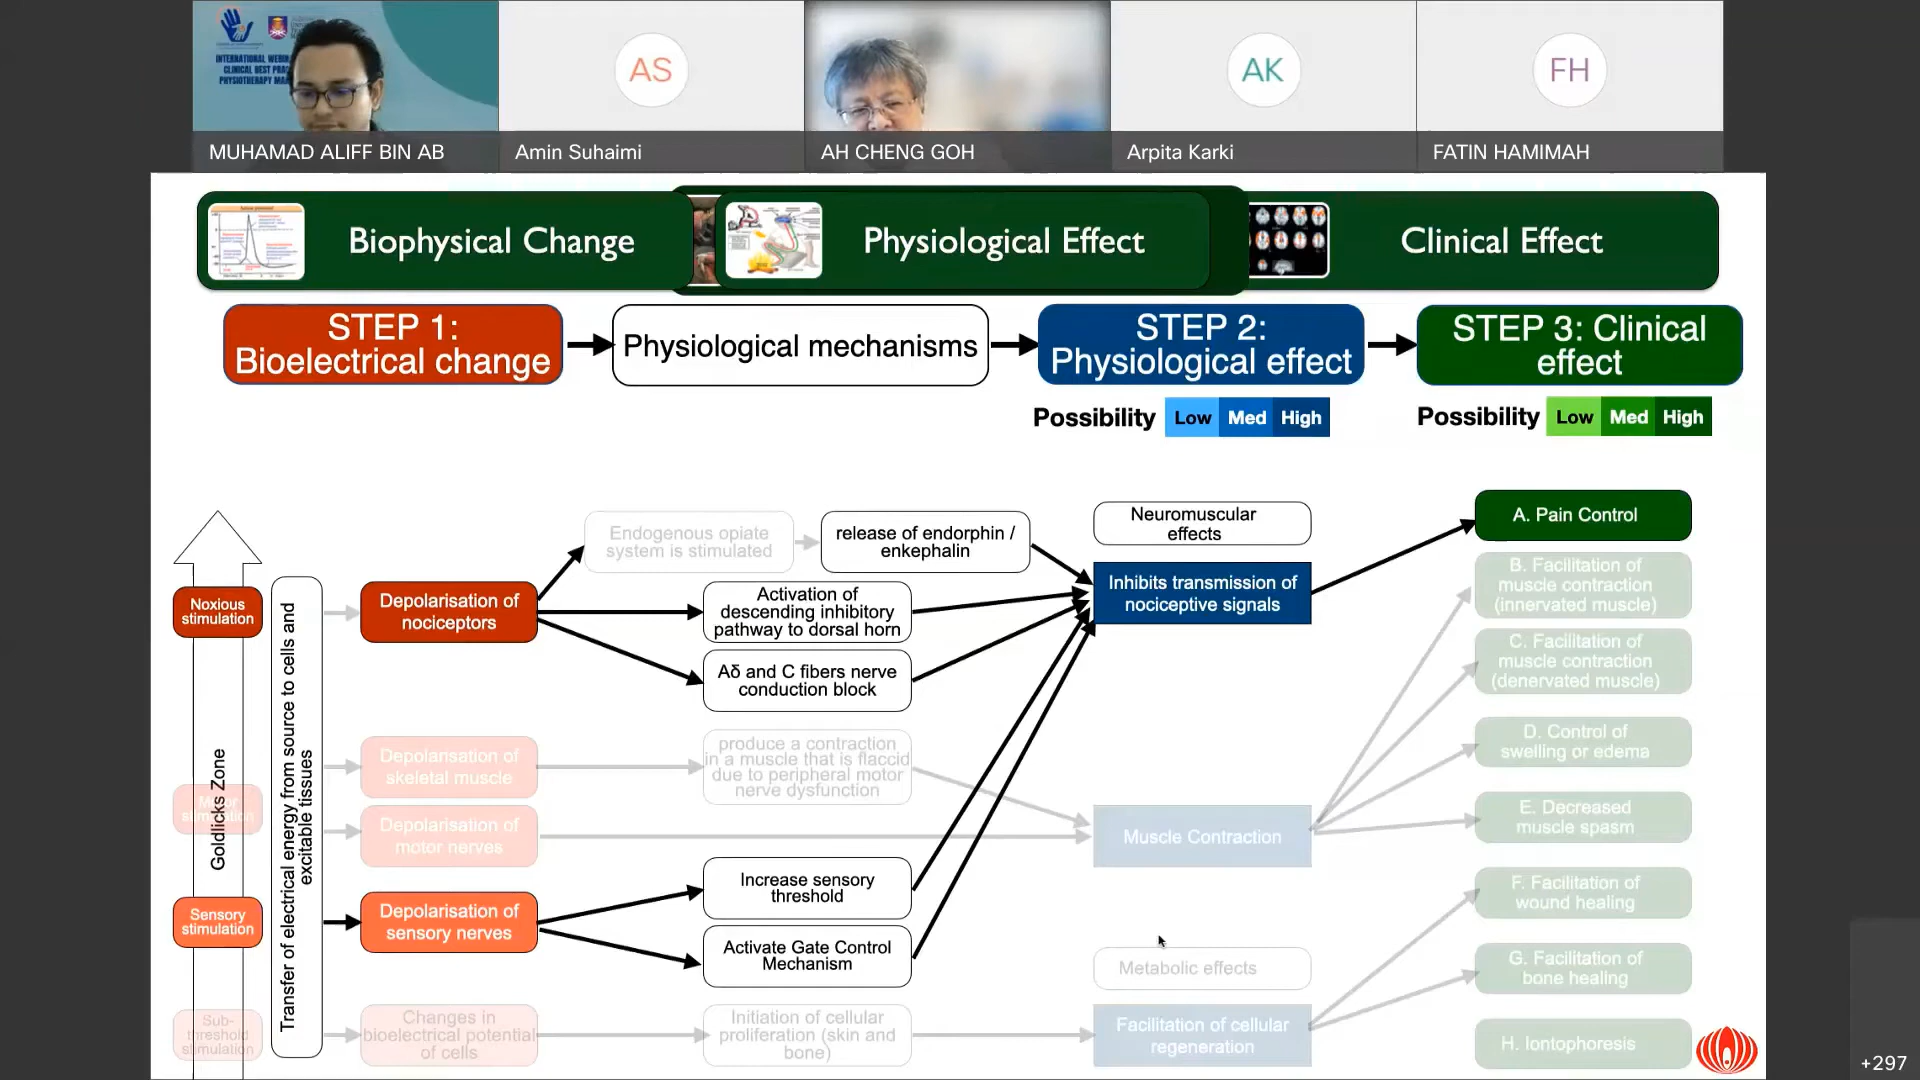 INTERNATIONAL WEBIN
CLINICAL BEST PRA
PHYSIOTHERAPY MA
AS
AK
FH
MUHAMAD ALIFF BIN AB
Amin Suhaimi
AH CHENG GOH
Arpita Karki
FATIN HAMIMAH
Biophysical Change
Physiological Effect
Clinical Effect
STEP 1:
Bioelectrical change
Physiological mechanisms
STEP 2:
Physiological effect
STEP 3: Clinical
effect
Possibility Low Med High
Possibility Low Med High
Noxious
stimulation
Sensory
stimulation
Sub-
threshold
stimulation
Goldlicks Zone
Transfer of electrical energy from source to cells and
excitable tissues
Depolarisation of
nociceptors
Depolarisation of
skeletal muscle
Depolarisation of
motor nerves
Depolarisation of
sensory nerves
Changes in
bioelectrical potential
of cells
Endogenous opiate
system is stimulated
release of endorphin /
enkephalin
Activation of
descending inhibitory
pathway to dorsal horn
Aδ and C fibers nerve
conduction block
produce a contraction
in a muscle that is flaccid
due to peripheral motor
nerve dysfunction
Increase sensory
threshold
Activate Gate Control
Mechanism
Initiation of cellular
proliferation (skin and
bone)
Neuromuscular
effects
Inhibits transmission of
nociceptive signals
Muscle Contraction
Metabolic effects
Facilitation of cellular
regeneration
A. Pain Control
B. Facilitation of
muscle contraction
(innervated muscle)
C. Facilitation of
muscle contraction
(denervated muscle)
D. Control of
swelling or edema
E. Decreased
muscle spasm
F. Facilitation of
wound healing
G. Facilitation of
bone healing
H. Iontophoresis
+297